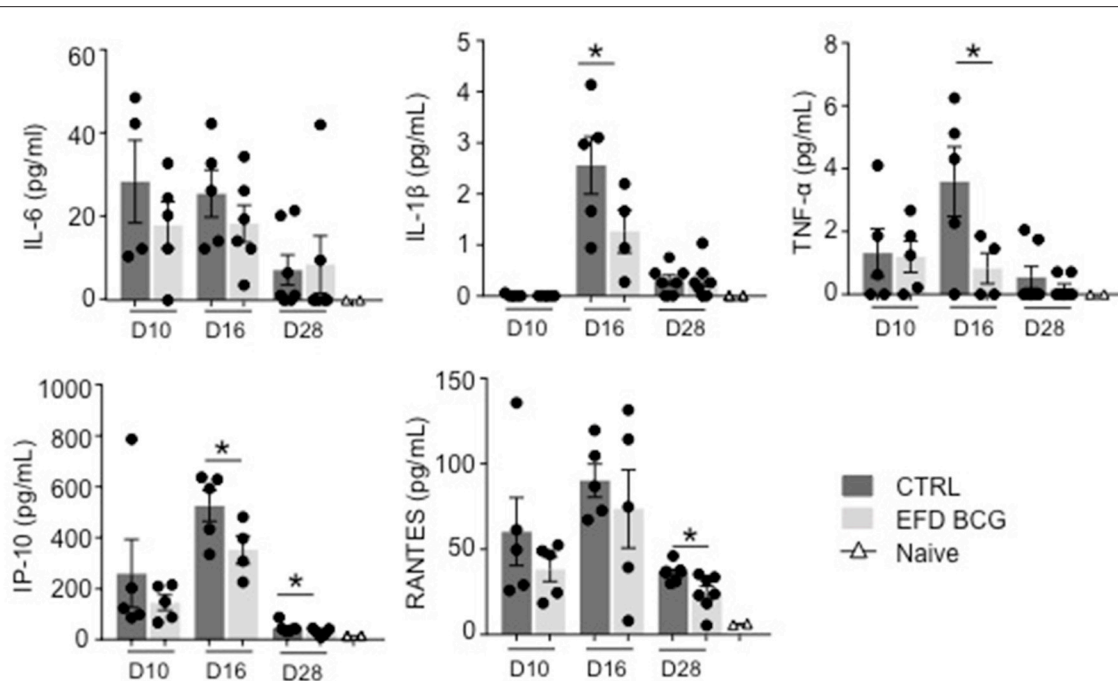 IL-6 (pg/ml)
60
40
20
0
D10 D16 D28
IL-1β (pg/mL)
5
4
3
2
1
0
*
D10 D16 D28
TNF-α (pg/mL)
8
6
4
2
0
*
D10 D16 D28
IP-10 (pg/mL)
1000
800
600
400
200
0
*
*
D10 D16 D28
RANTES (pg/mL)
150
100
50
0
*
D10 D16 D28
CTRL
EFD BCG
Naive